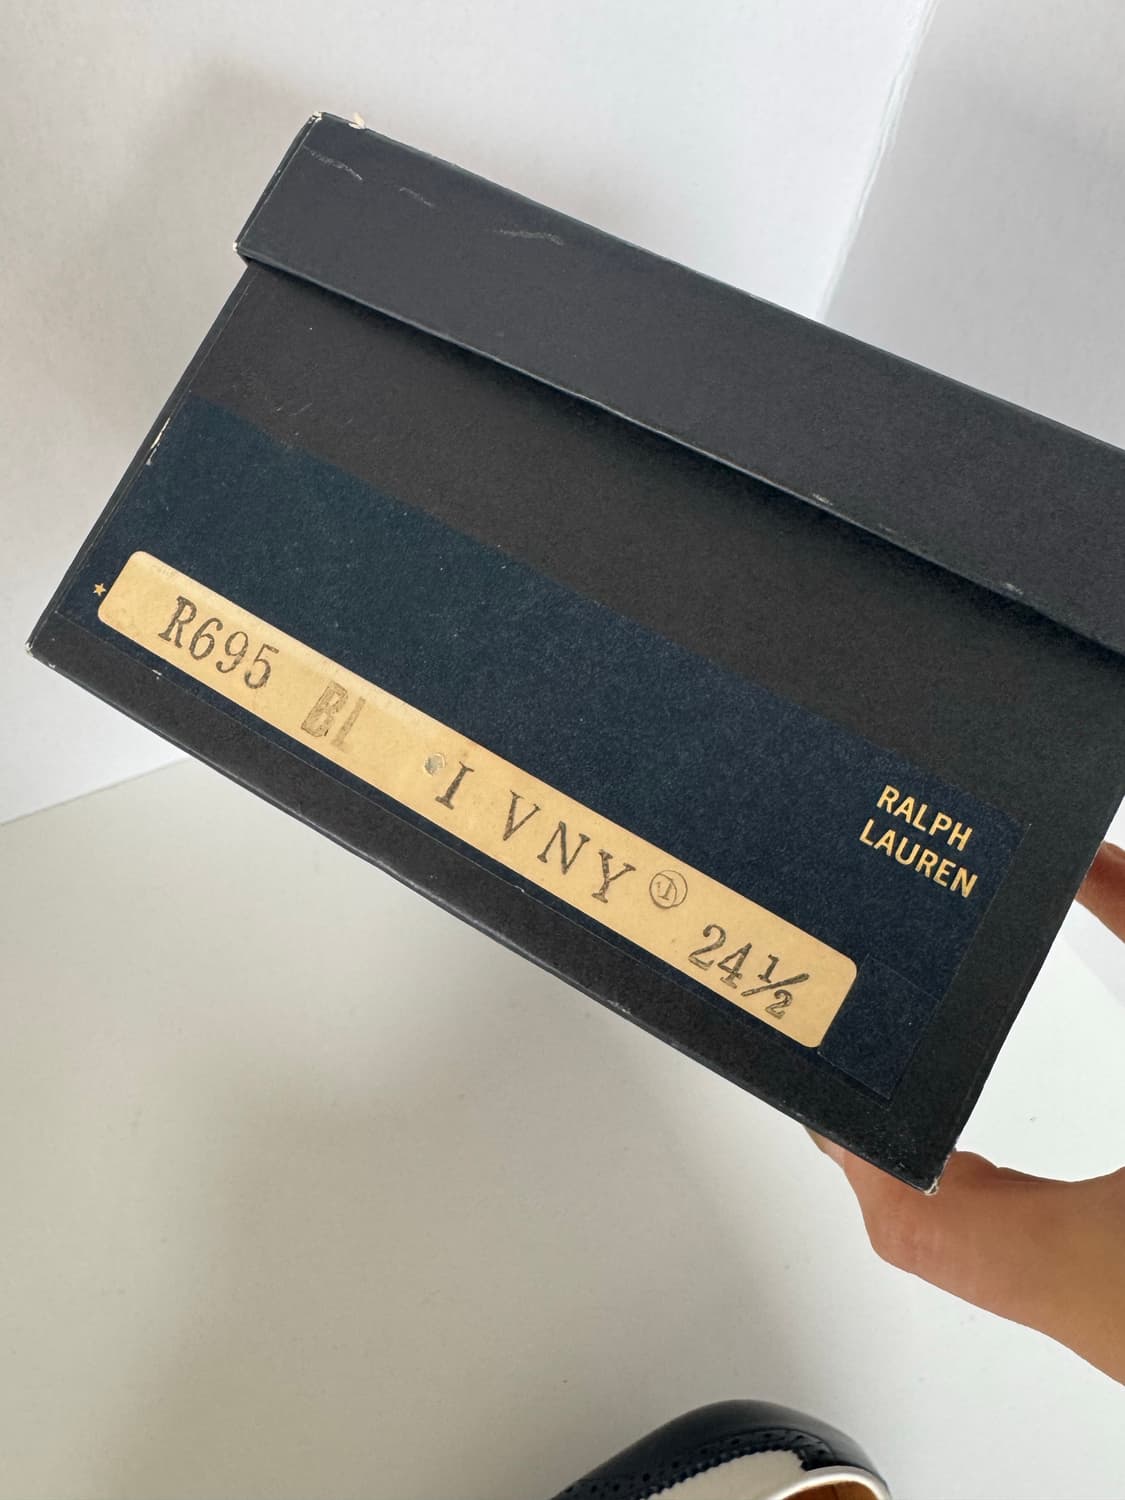 R695 BL I VNY 24½
RALPH
LAUREN